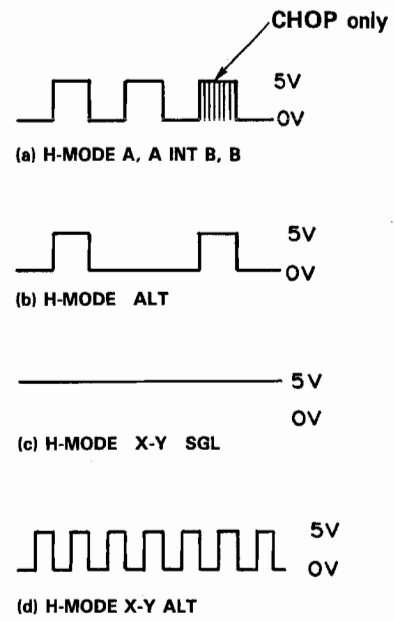 CHOP only
5V
0V
(a) H-MODE A, A INT B, B
5V
0V
(b) H-MODE ALT
5V
0V
(c) H-MODE X-Y SGL
5V
0V
(d) H-MODE X-Y ALT